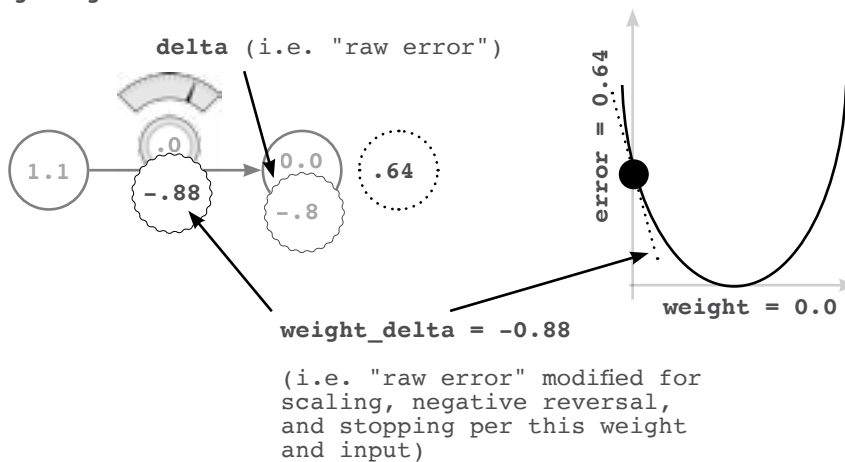 delta (i.e. "raw error")
.0
1.1
-.88
0.0
-.8
.64
error = 0.64
weight = 0.0
weight_delta = -0.88
(i.e. "raw error" modified for
scaling, negative reversal,
and stopping per this weight
and input)